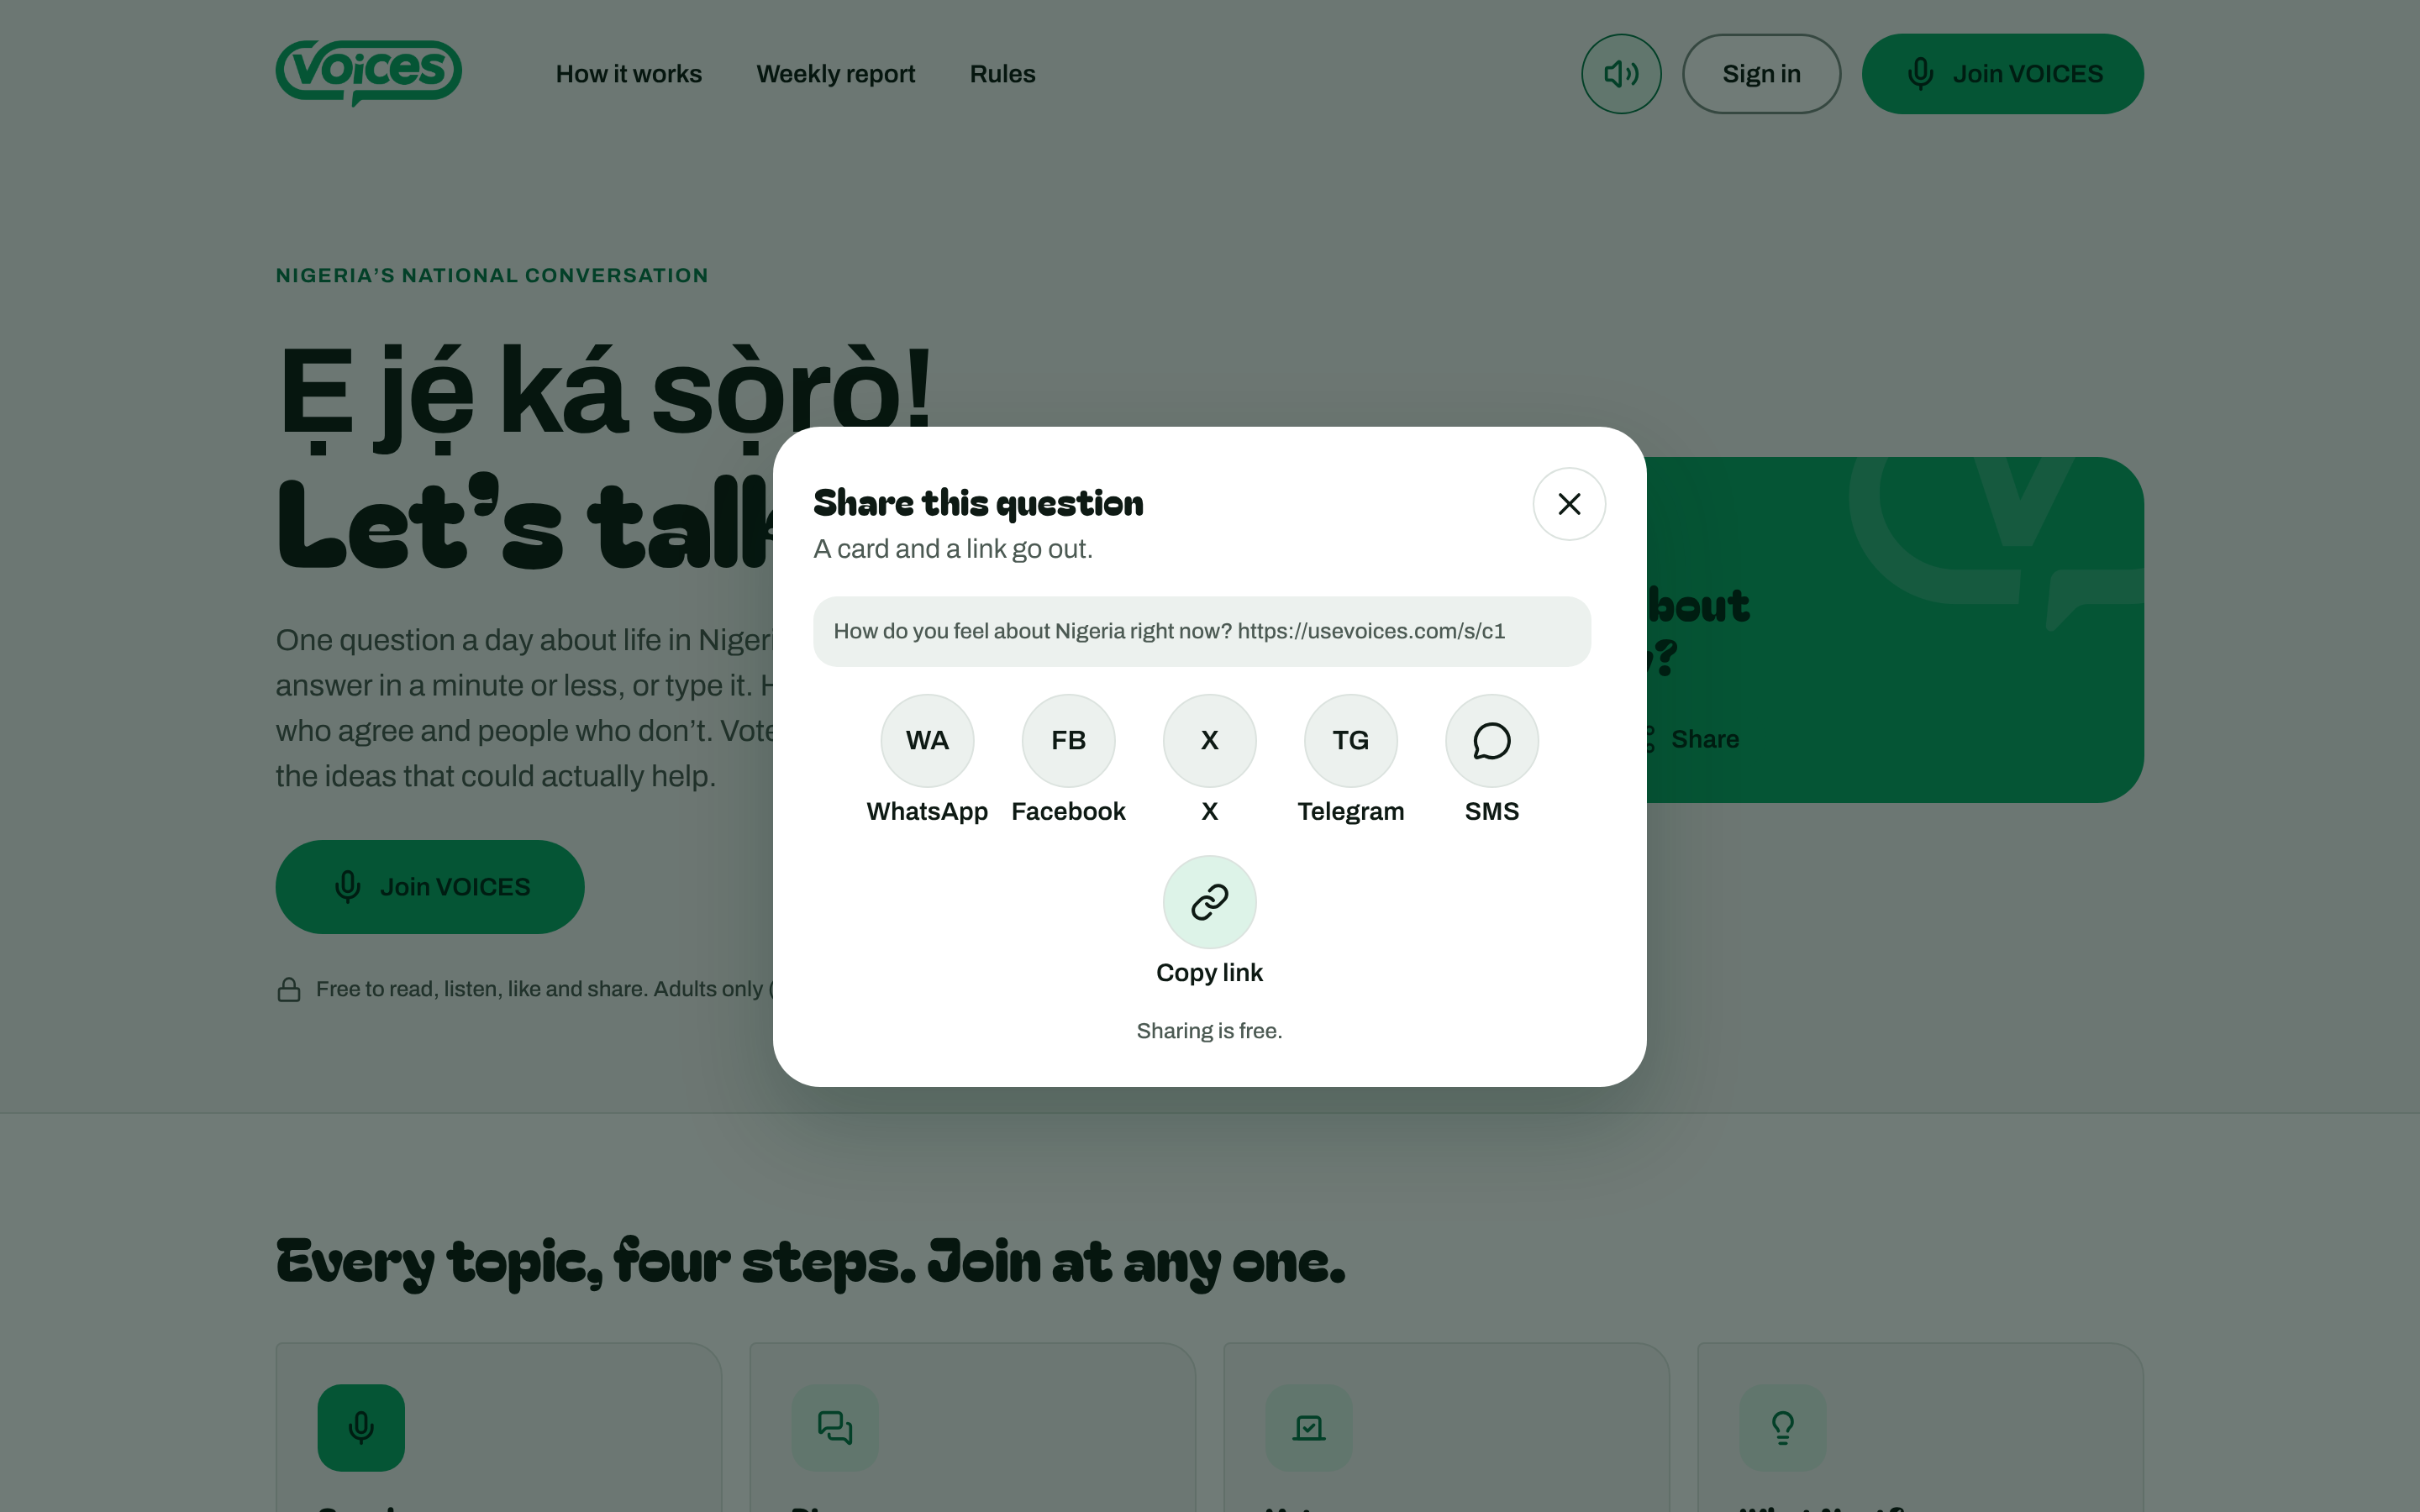 Voices
How it works
Weekly report
Rules
Sign in
Join VOICES
NIGERIA’S NATIONAL CONVERSATION
Ẹ jẹ́ ká sọ̀rọ̀!
Let’s talk
One question a day about life in
answer in a minute or less, or type it.
who agree and people who don’t.
the ideas that could actually help.
Join VOICES
Free to read, listen, like and share. Adults only
Share this question
A card and a link go out.
How do you feel about Nigeria right now? https://usevoices.com/s/c1
WA
FB
X
TG
WhatsApp
Facebook
X
Telegram
SMS
Copy link
Sharing is free.
Share
Every topic, four steps. Join at any one.